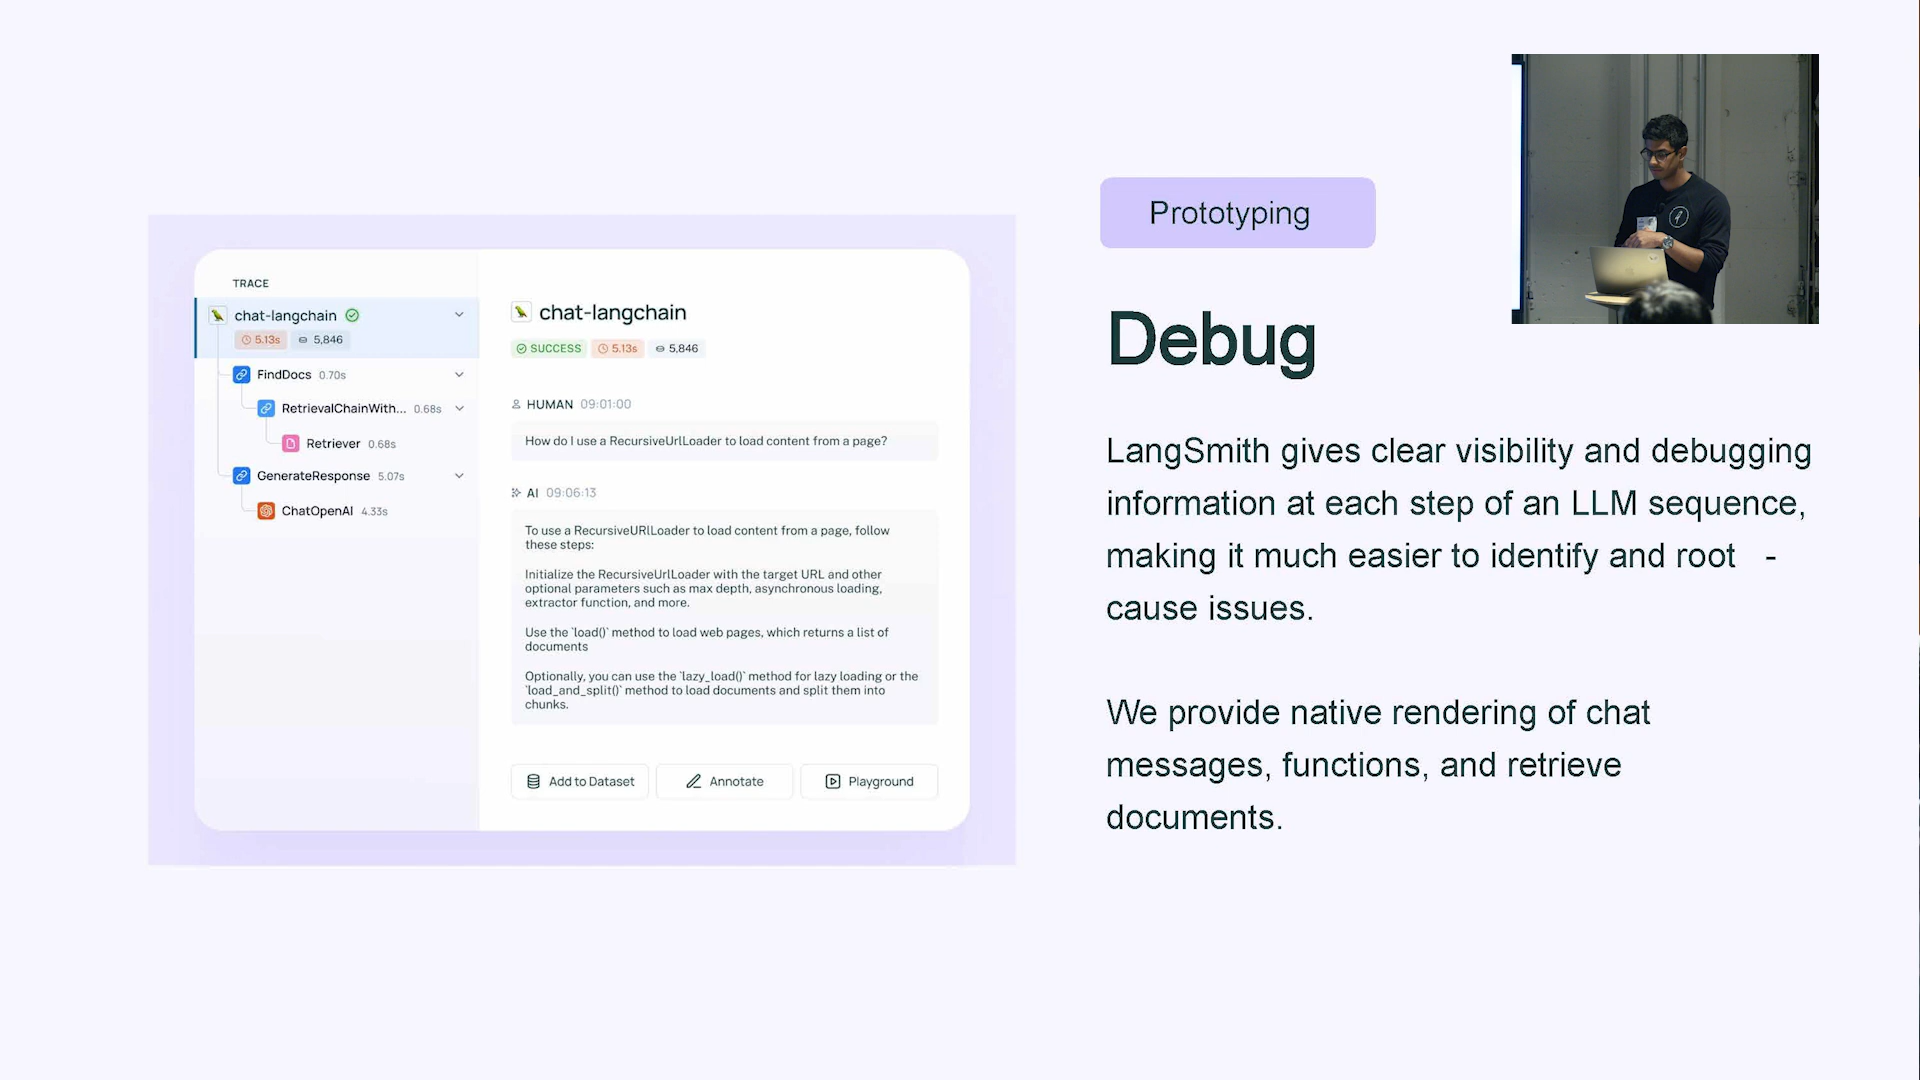 TRACE
chat-langchain
5.13s 5,846
FindDocs 0.70s
RetrievalChainWith... 0.68s
Retriever 0.68s
GenerateResponse 5.07s
ChatOpenAI 4.33s
chat-langchain
SUCCESS 5.13s 5,846
HUMAN 09:01:00
How do I use a RecursiveUrlLoader to load content from a page?
AI 09:06:13
To use a RecursiveURlLoader to load content from a page, follow
these steps:
Initialize the RecursiveUrlLoader with the target URL and other
optional parameters such as max depth, asynchronous loading,
extractor function, and more.
Use the `load()` method to load web pages, which returns a list of
documents
Optionally, you can use the `lazy_load()` method for lazy loading or the
`load_and_split()` method to load documents and split them into
chunks.
Add to Dataset
Annotate
Playground
Prototyping
Debug
LangSmith gives clear visibility and debugging
information at each step of an LLM sequence,
making it much easier to identify and root -
cause issues.
We provide native rendering of chat
messages, functions, and retrieve
documents.